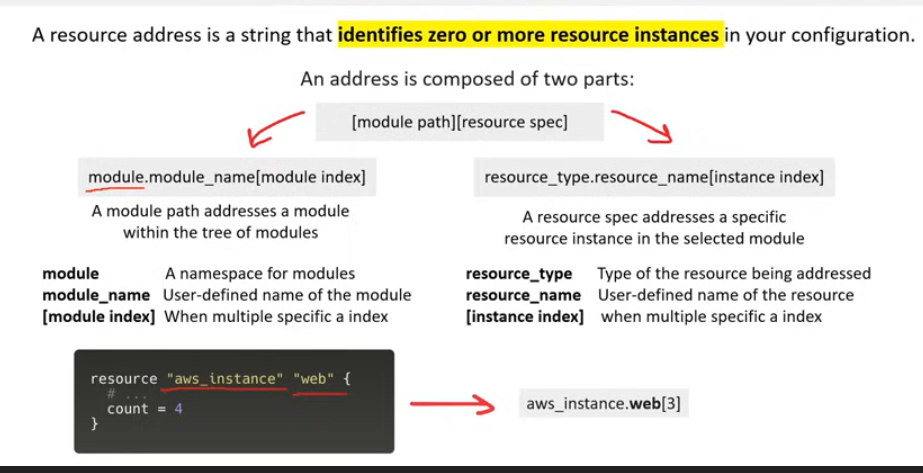 A resource address is a string that identifies zero or more resource instances in your configuration.
An address is composed of two parts:
[module path][resource spec]
module.module_name[module index]
A module path addresses a module
within the tree of modules
module A namespace for modules
module_name User-defined name of the module
[module index] When multiple specific a index
resource_type.resource_name[instance index]
A resource spec addresses a specific
resource instance in the selected module
resource_type Type of the resource being addressed
resource_name User-defined name of the resource
[instance index] when multiple specific a index
resource "aws_instance" "web" {
# ...
count = 4
}
aws_instance.web[3]